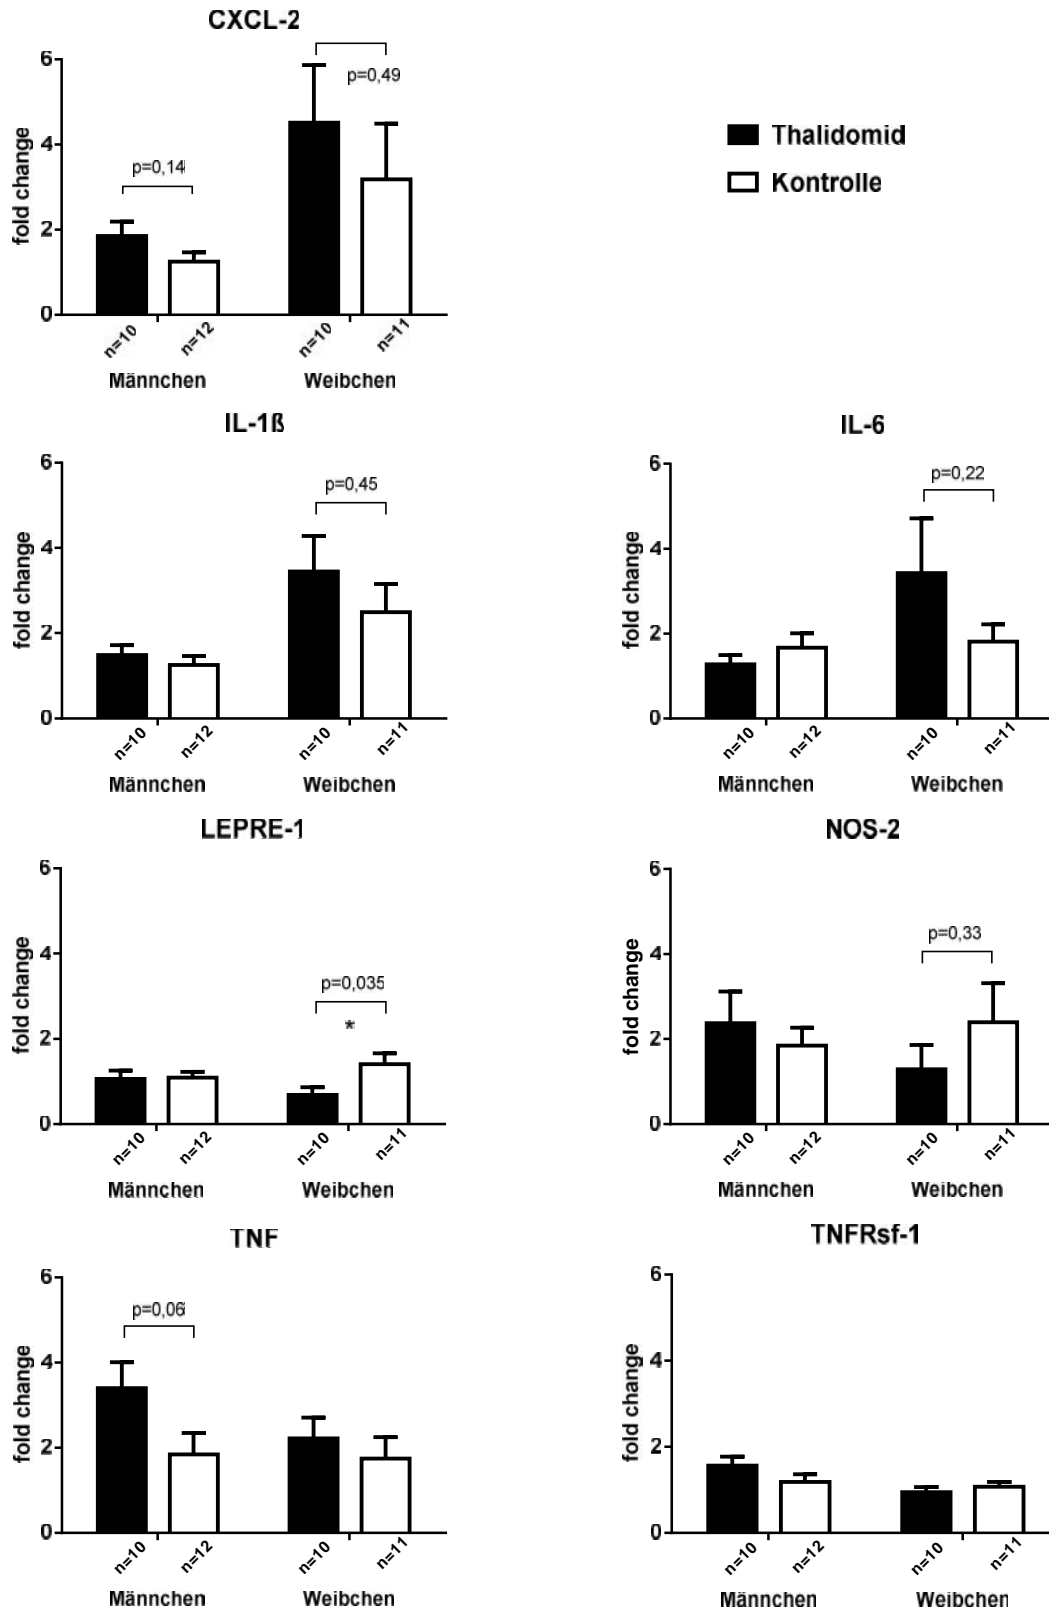 CXCL-2
6
4
2
0
fold change
p=0,14
p=0,49
n=10
n=12
n=10
n=11
Männchen
Weibchen
Thalidomid
Kontrolle
IL-1ß
6
4
2
0
fold change
p=0,45
n=10
n=12
n=10
n=11
Männchen
Weibchen
IL-6
6
4
2
0
fold change
p=0,22
n=10
n=12
n=10
n=11
Männchen
Weibchen
LEPRE-1
6
4
2
0
fold change
p=0,035
*
n=10
n=12
n=10
n=11
Männchen
Weibchen
NOS-2
6
4
2
0
fold change
p=0,33
n=10
n=12
n=10
n=11
Männchen
Weibchen
TNF
6
4
2
0
fold change
p=0,06
n=10
n=12
n=10
n=11
Männchen
Weibchen
TNFRsf-1
6
4
2
0
fold change
n=10
n=12
n=10
n=11
Männchen
Weibchen